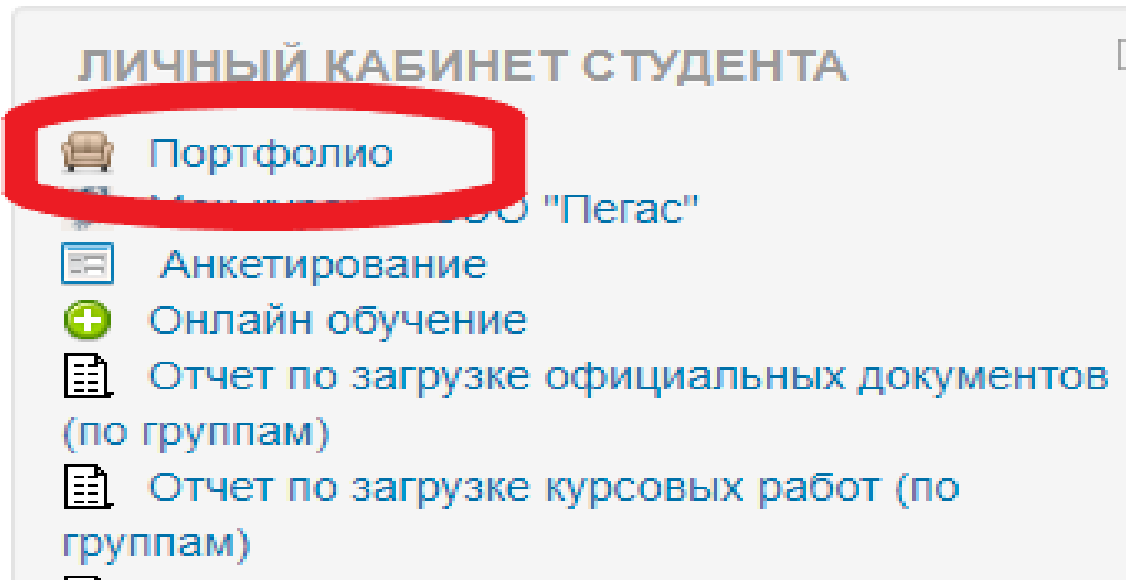 ЛИЧНЫЙ КАБИНЕТ СТУДЕНТА
Портфолио
"Пегас"
Анкетирование
Онлайн обучение
Отчет по загрузке официальных документов
(по группам)
Отчет по загрузке курсовых работ (по
группам)